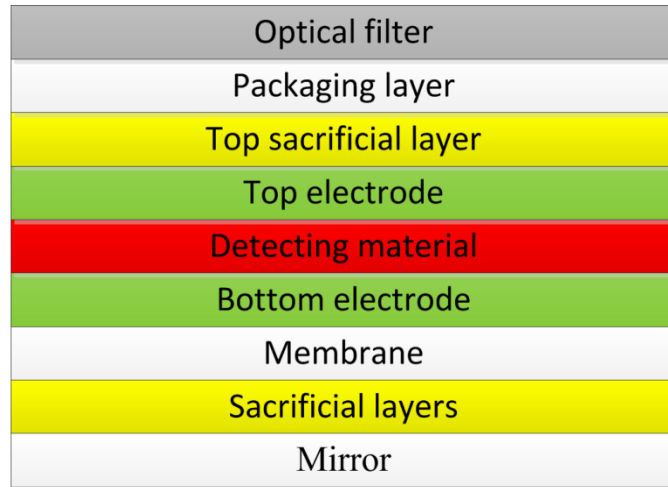 Optical filter
Packaging layer
Top sacrificial layer
Top electrode
Detecting material
Bottom electrode
Membrane
Sacrificial layers
Mirror